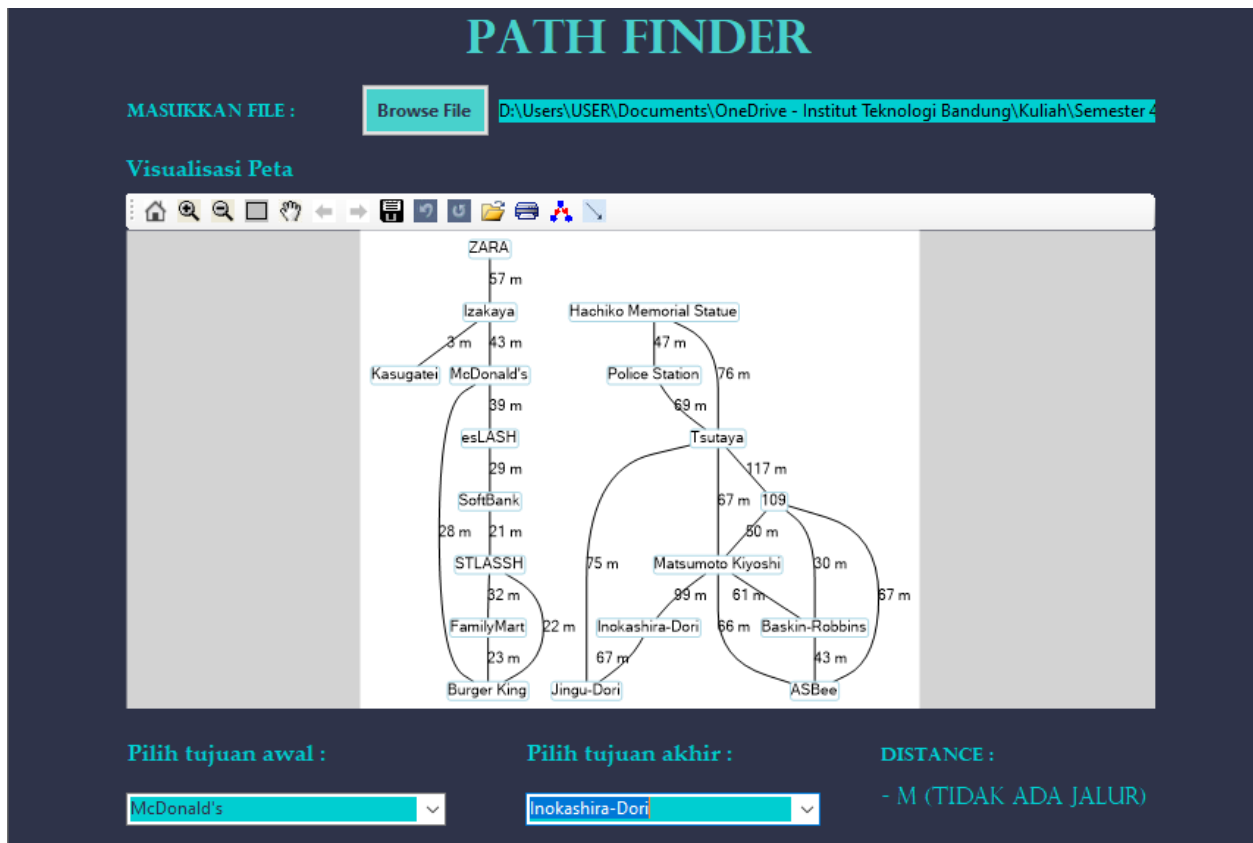 PATH FINDER
MASUKKAN FILE :
Browse File
D:\Users\USER\Documents\OneDrive - Institut Teknologi Bandung\Kuliah\Semester 4
Visualisasi Peta
ZARA
57 m
Izakaya
Hachiko Memorial Statue
3 m
43 m
47 m
Kasugatei
McDonald's
Police Station
76 m
39 m
69 m
esLASH
Tsutaya
29 m
117 m
SoftBank
67 m
109
28 m
21 m
50 m
STLASSH
75 m
Matsumoto Kiyoshi
30 m
32 m
99 m
61 m
67 m
FamilyMart
22 m
Inokashira-Dori
66 m
Baskin-Robbins
23 m
67 m
43 m
Burger King
Jingu-Dori
ASBee
Pilih tujuan awal :
Pilih tujuan akhir :
DISTANCE :
McDonald's
Inokashira-Dori
- M (TIDAK ADA JALUR)